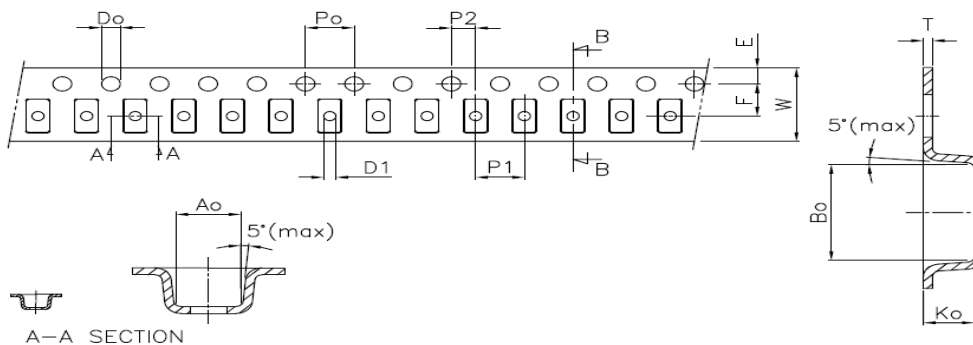 Do Po P2 B T E
F W
5°(max)
A A D1 P1 B
Ao Bo
5°(max)
Ko
A-A SECTION